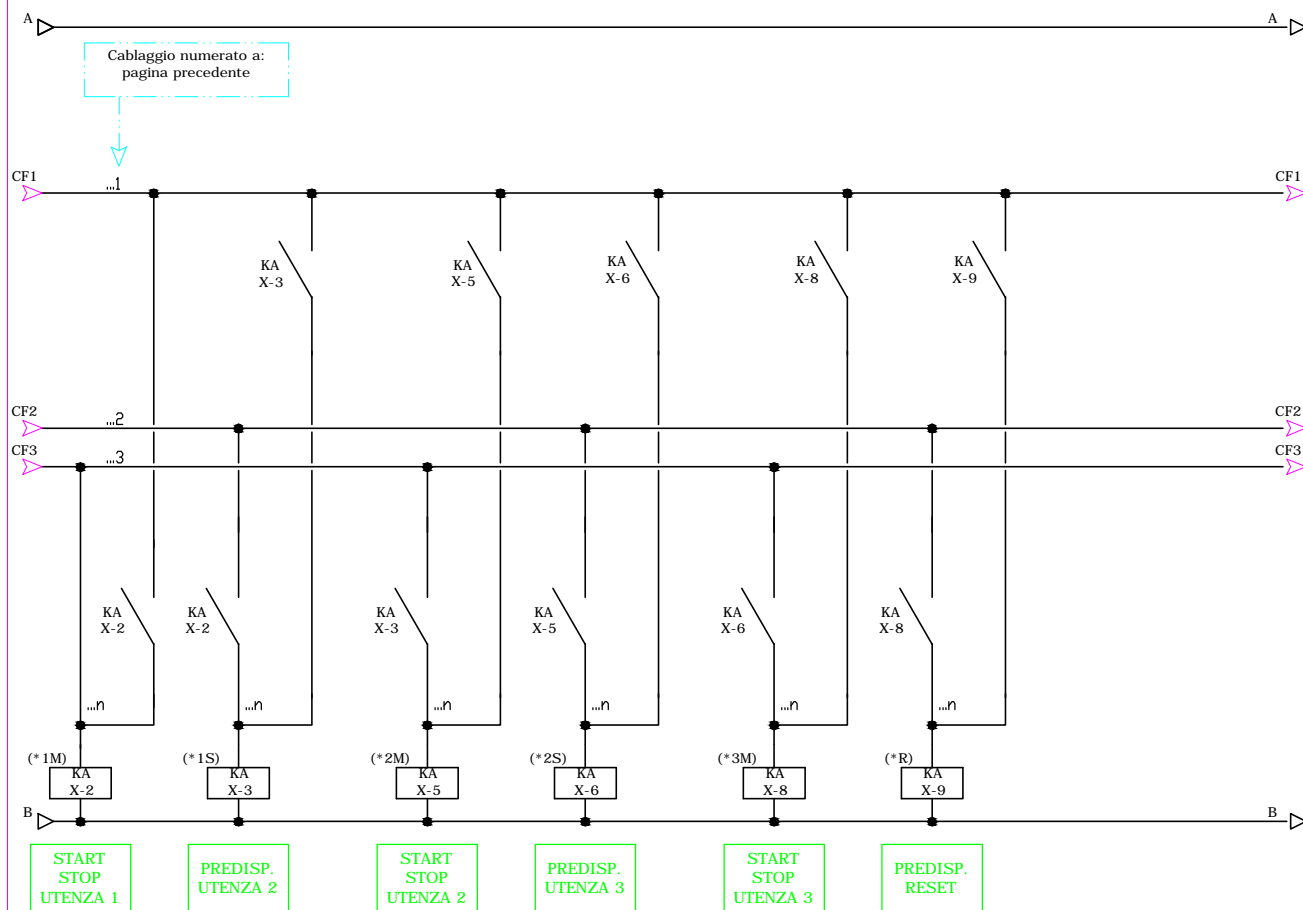 A
A
Cablaggio numerato a:
pagina precedente
CF1
...1
CF1
KA
X-3
KA
X-5
KA
X-6
KA
X-8
KA
X-9
CF2
...2
CF2
CF3
...3
CF3
KA
X-2
KA
X-2
KA
X-3
KA
X-5
KA
X-6
KA
X-8
...n
...n
...n
...n
...n
...n
(*1M)
KA
X-2
(*1S)
KA
X-3
(*2M)
KA
X-5
(*2S)
KA
X-6
(*3M)
KA
X-8
(*R)
KA
X-9
B
B
START
STOP
UTENZA 1
PREDISP.
UTENZA 2
START
STOP
UTENZA 2
PREDISP.
UTENZA 3
START
STOP
UTENZA 3
PREDISP.
RESET